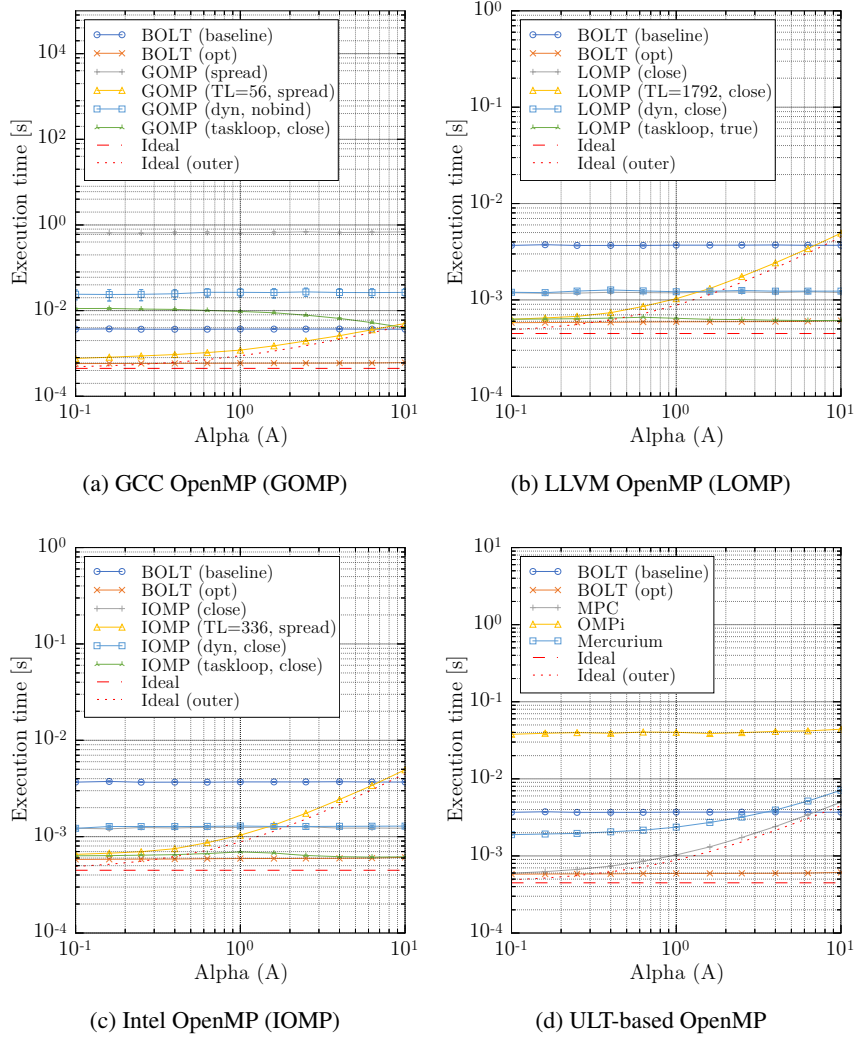 BOLT (baseline)
BOLT (opt)
GOMP (spread)
GOMP (TL=56, spread)
GOMP (dyn, nobind)
GOMP (taskloop, close)
Ideal
Ideal (outer)
Execution time [s]
10^4
10^2
10^0
10^-2
10^-4
10^-1
10^0
10^1
Alpha (A)
(a) GCC OpenMP (GOMP)
BOLT (baseline)
BOLT (opt)
LOMP (close)
LOMP (TL=1792, close)
LOMP (dyn, close)
LOMP (taskloop, true)
Ideal
Ideal (outer)
Execution time [s]
10^0
10^-1
10^-2
10^-3
10^-4
10^-1
10^0
10^1
Alpha (A)
(b) LLVM OpenMP (LOMP)
BOLT (baseline)
BOLT (opt)
IOMP (close)
IOMP (TL=336, spread)
IOMP (dyn, close)
IOMP (taskloop, close)
Ideal
Ideal (outer)
Execution time [s]
10^0
10^-1
10^-2
10^-3
10^-4
10^-1
10^0
10^1
Alpha (A)
(c) Intel OpenMP (IOMP)
BOLT (baseline)
BOLT (opt)
MPC
OMPi
Mercurium
Ideal
Ideal (outer)
Execution time [s]
10^1
10^0
10^-1
10^-2
10^-3
10^-4
10^-1
10^0
10^1
Alpha (A)
(d) ULT-based OpenMP